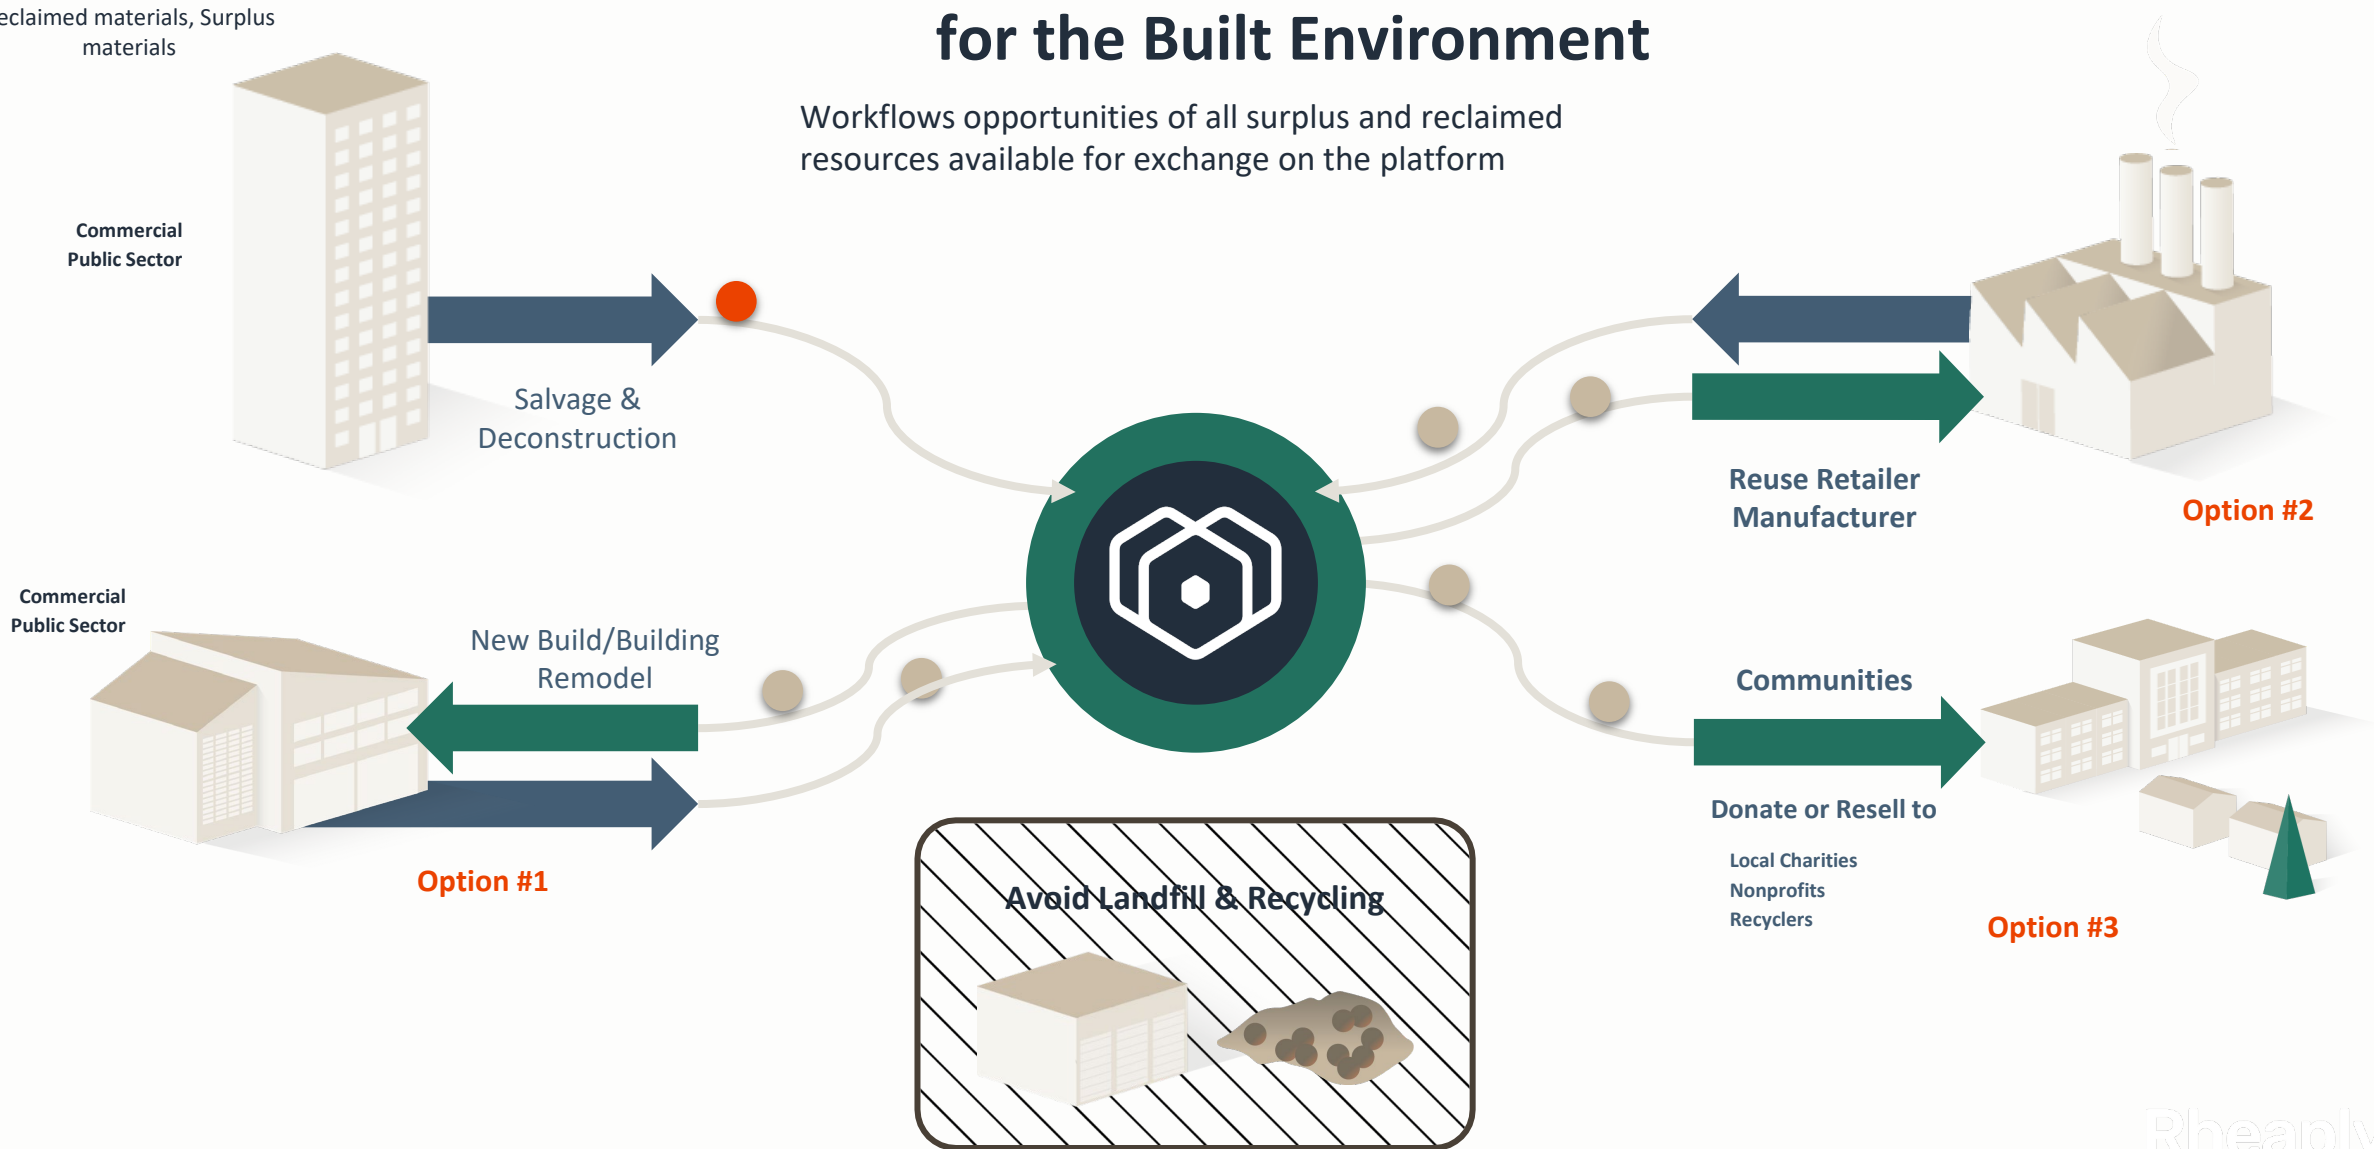 eclaimed materials, Surplus
materials
for the Built Environment
Workflows opportunities of all surplus and reclaimed
resources available for exchange on the platform
Commercial
Public Sector
Salvage &
Deconstruction
Reuse Retailer
Manufacturer
Option #2
Commercial
Public Sector
New Build/Building
Remodel
Option #1
Communities
Donate or Resell to
Local Charities
Nonprofits
Recyclers
Option #3
Avoid Landfill & Recycling
Rheaply